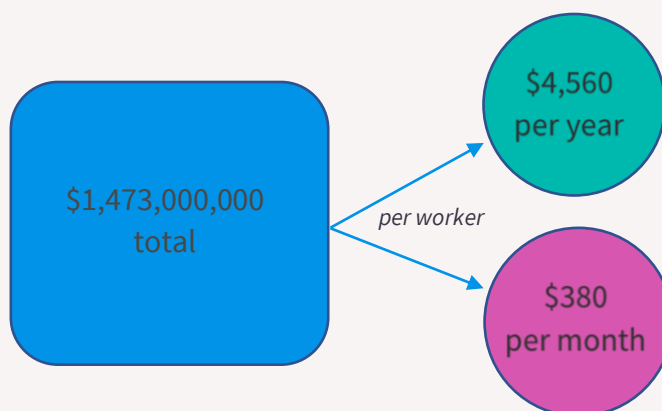 $1,473,000,000
total
per worker
$4,560
per year
$380
per month